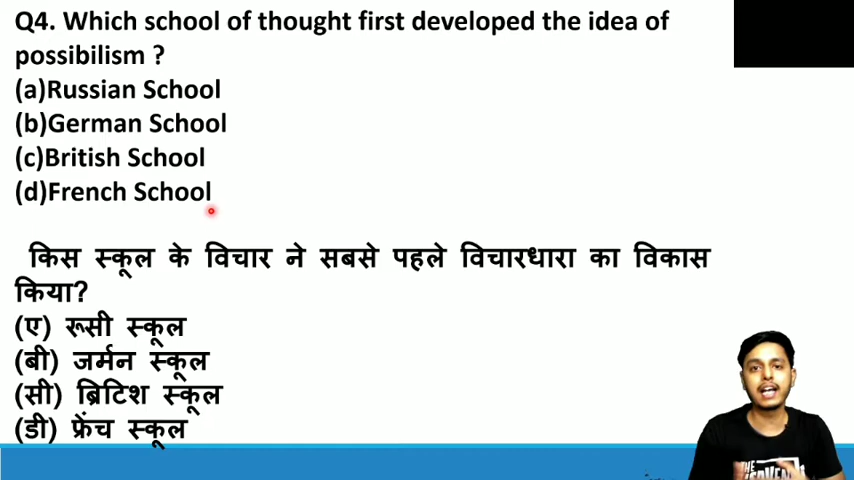 Q4. Which school of thought first developed the idea of
possibilism ?
(a)Russian School
(b)German School
(c)British School
(d)French School
किस स्कूल के विचार ने सबसे पहले विचारधारा का विकास
किया?
(ए) रूसी स्कूल
(बी) जर्मन स्कूल
(सी) ब्रिटिश स्कूल
(डी) फ्रेंच स्कूल
THE